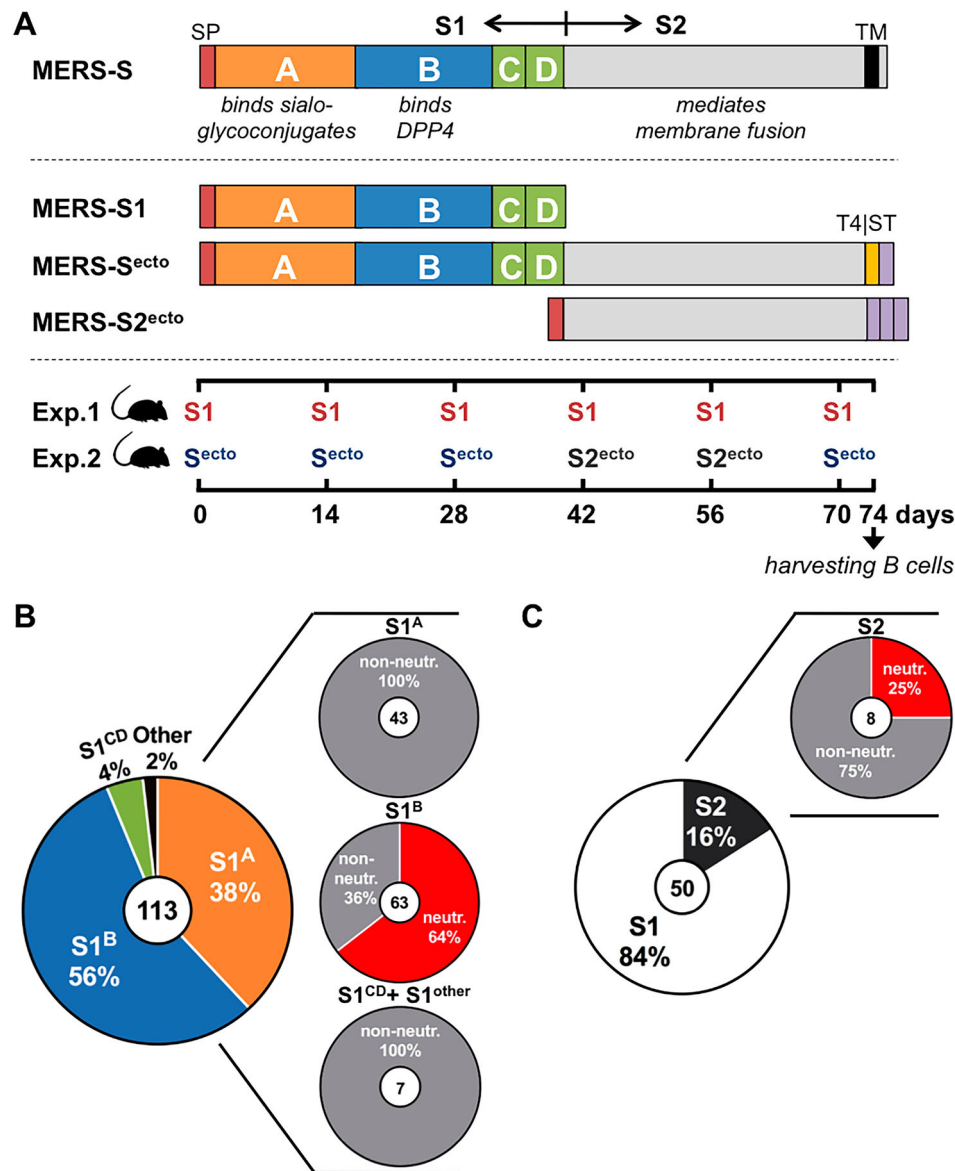 A
S1 S2
SP TM
MERS-S A B C D
binds sialo-
glycoconjugates
binds
DPP4
mediates
membrane fusion
MERS-S1 A B C D
T4|ST
MERS-Secto A B C D
MERS-S2ecto
Exp.1 S1 S1 S1 S1 S1 S1
Exp.2 Secto Secto Secto S2ecto S2ecto Secto
0 14 28 42 56 70 74 days
harvesting B cells
B
S1CD Other
4% 2%
S1A
38%
113
S1B
56%
S1A
non-neutr.
100%
43
S1B
non-
neutr.
36%
63
neutr.
64%
S1CD+ S1other
non-neutr.
100%
7
C
S2
neutr.
25%
8
non-neutr.
75%
S2
16%
50
S1
84%